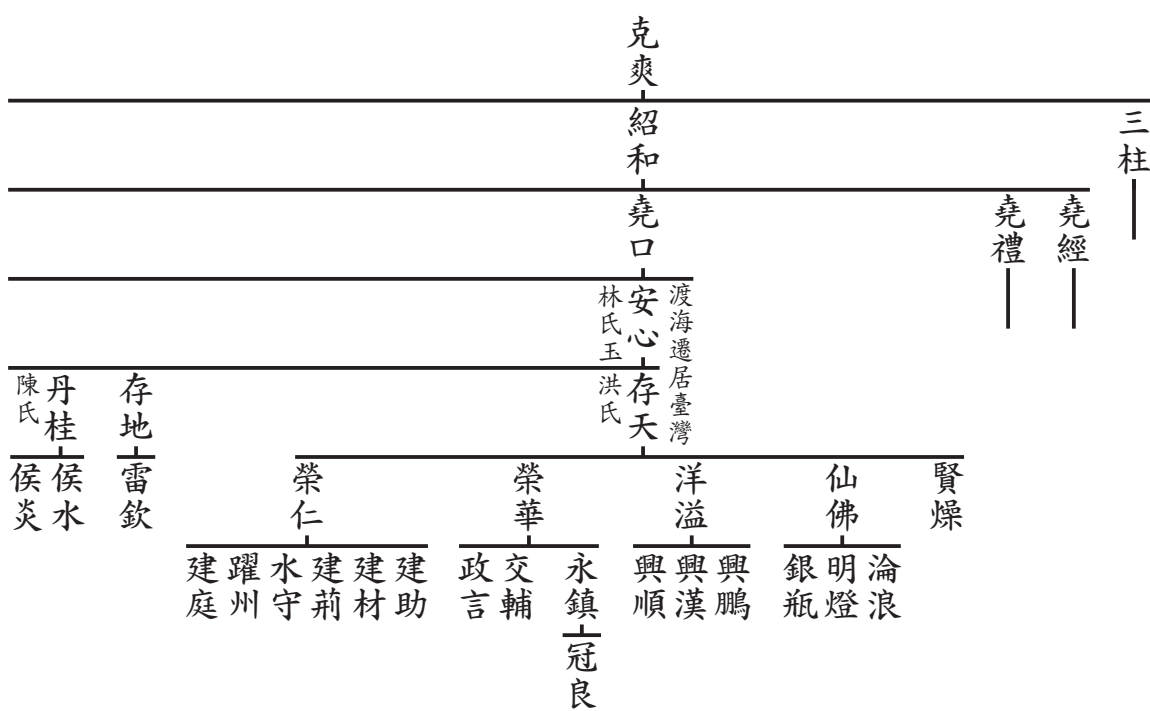 克爽
三柱
紹和
堯經
堯禮
堯口
渡海遷居臺灣
安心
林氏玉
存天
洪氏
存地
丹桂
陳氏
賢燥
仙佛
洋溢
榮華
榮仁
雷欽
侯水
侯炎
淪浪
明燈
銀瓶
興鵬
興漢
興順
永鎮
交輔
政言
建助
建材
建荊
水守
躍州
建庭
冠良